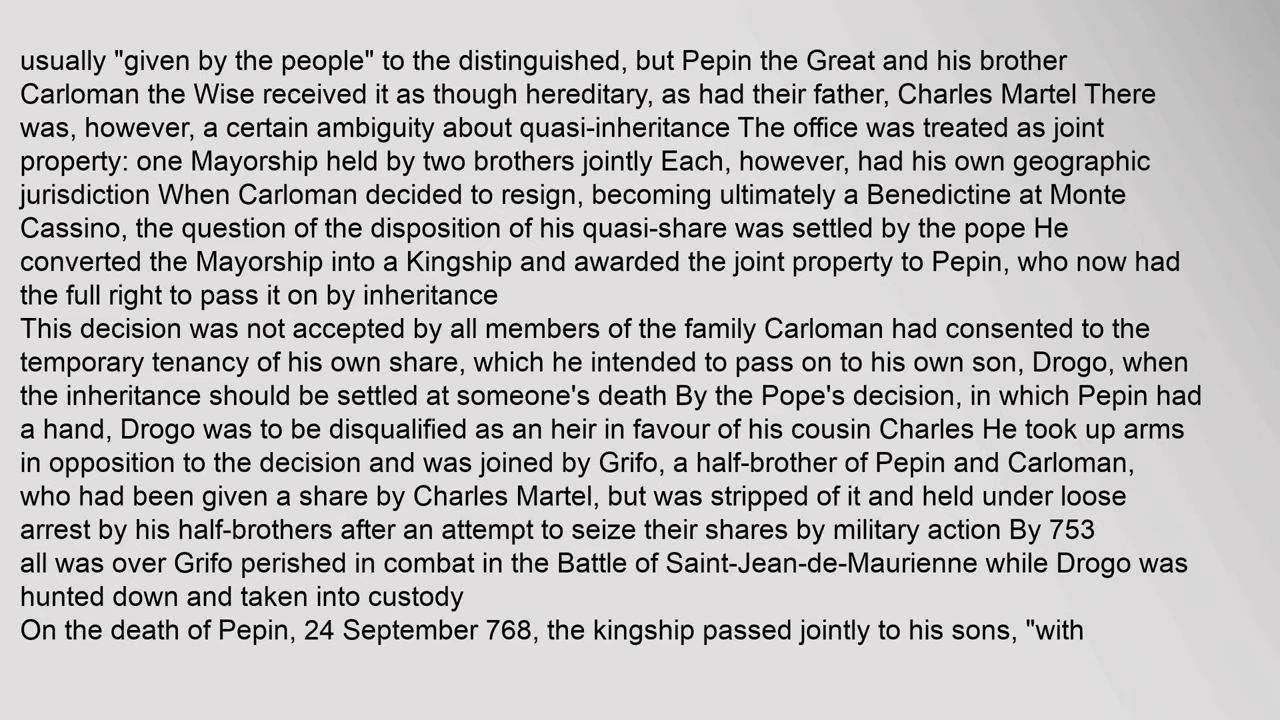 usually "given by the people" to the distinguished, but Pepin the Great and his brother
Carloman the Wise received it as though hereditary, as had their father, Charles Martel There
was, however, a certain ambiguity about quasi-inheritance The office was treated as joint
property: one Mayorship held by two brothers jointly Each, however, had his own geographic
jurisdiction When Carloman decided to resign, becoming ultimately a Benedictine at Monte
Cassino, the question of the disposition of his quasi-share was settled by the pope He
converted the Mayorship into a Kingship and awarded the joint property to Pepin, who now had
the full right to pass it on by inheritance
This decision was not accepted by all members of the family Carloman had consented to the
temporary tenancy of his own share, which he intended to pass on to his own son, Drogo, when
the inheritance should be settled at someone's death By the Pope's decision, in which Pepin had
a hand, Drogo was to be disqualified as an heir in favour of his cousin Charles He took up arms
in opposition to the decision and was joined by Grifo, a half-brother of Pepin and Carloman,
who had been given a share by Charles Martel, but was stripped of it and held under loose
arrest by his half-brothers after an attempt to seize their shares by military action By 753
all was over Grifo perished in combat in the Battle of Saint-Jean-de-Maurienne while Drogo was
hunted down and taken into custody
On the death of Pepin, 24 September 768, the kingship passed jointly to his sons, "with